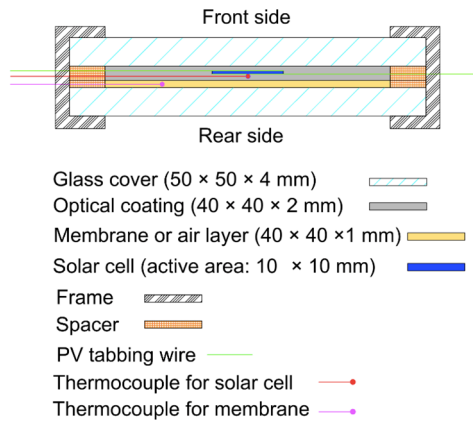 Front side
Rear side
Glass cover (50 × 50 × 4 mm)
Optical coating (40 × 40 × 2 mm)
Membrane or air layer (40 × 40 ×1 mm)
Solar cell (active area: 10 × 10 mm)
Frame
Spacer
PV tabbing wire
Thermocouple for solar cell
Thermocouple for membrane